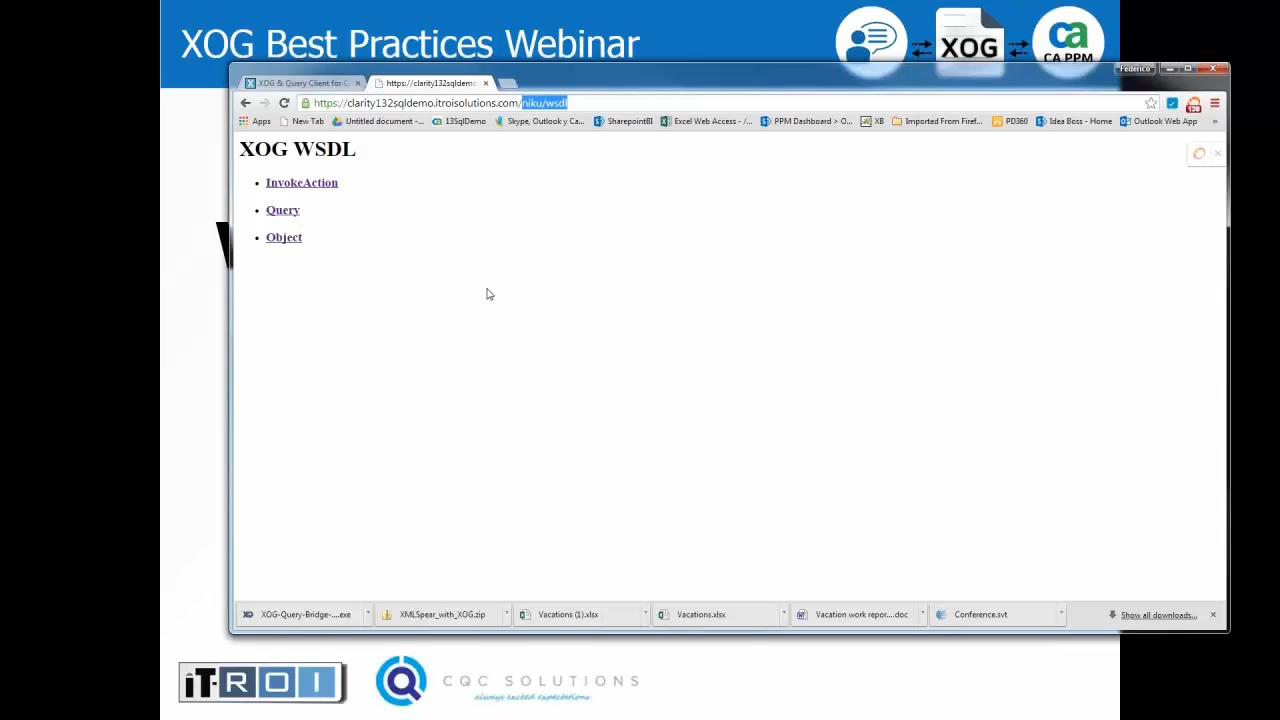 XOG Best Practices Webinar
XOG
ca
CA PPM
Federico
XOG & Query Client for C
https://clarity132sqldemo
https://clarity132sqldemo.itroisolutions.com/niku/wsdl
Apps
New Tab
Untitled document -...
13SqlDemo
Skype, Outlook y Ca...
SharepointBI
Excel Web Access - /...
PPM Dashboard > O...
XB
Imported From Firef...
PD360
Idea Boss - Home
Outlook Web App
»
XOG WSDL
• InvokeAction
• Query
• Object
XOG-Query-Bridge-....exe
XMLSpear_with_XOG.zip
Vacations (1).xlsx
Vacations.xlsx
Vacation work repor....doc
Conference.svt
Show all downloads...
iT-ROI
CQC SOLUTIONS
always exceed expectations